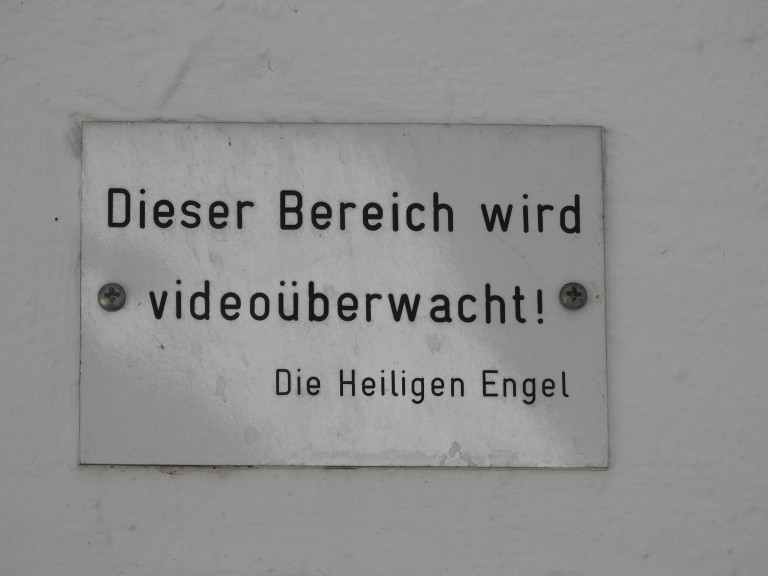 Dieser Bereich wird
videoüberwacht!
Die Heiligen Engel